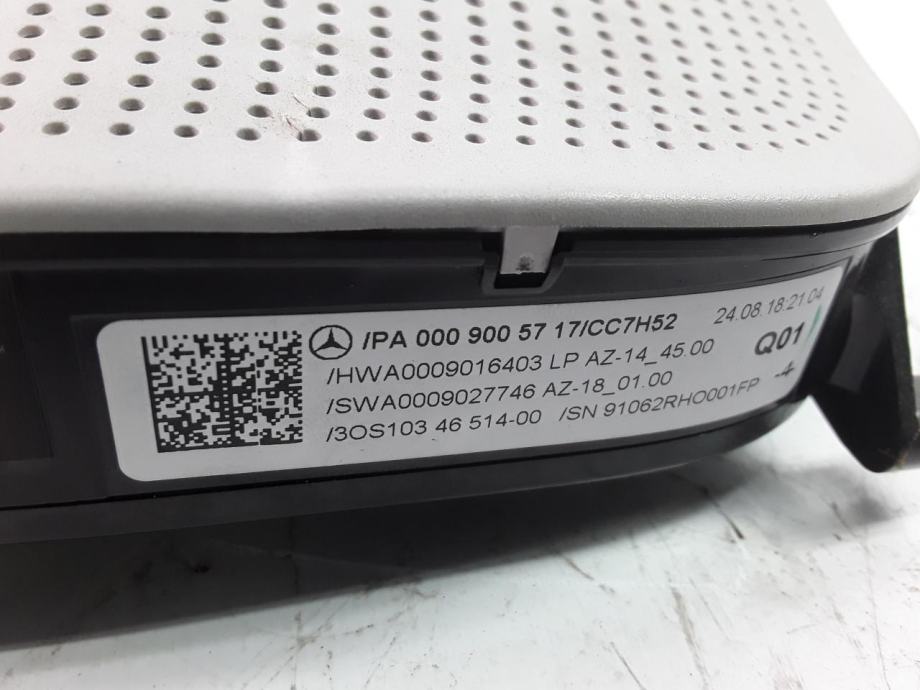 /PA 000 900 57 17/CC7H52 24.08.18:21.04
/HWA0009016403 LP AZ-14_45.00 Q01
/SWA0009027746 AZ-18_01.00 -4
/3OS103 46 514-00 /SN 91062RHO001FP